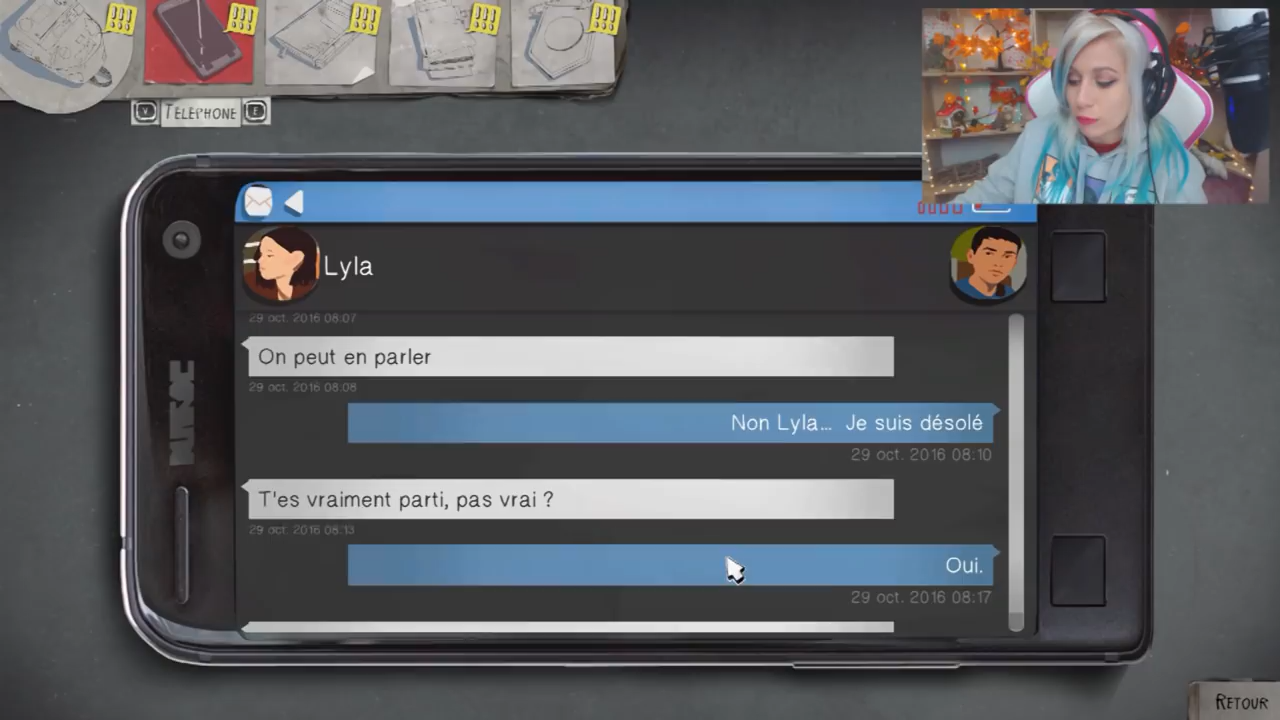 TELEPHONE
Lyla
29 oct. 2016 08:07
On peut en parler
29 oct. 2016 08:08
Non Lyla... Je suis désolé
29 oct. 2016 08:10
T'es vraiment parti, pas vrai ?
29 oct. 2016 08:13
Oui.
29 oct. 2016 08:17
RETOUR